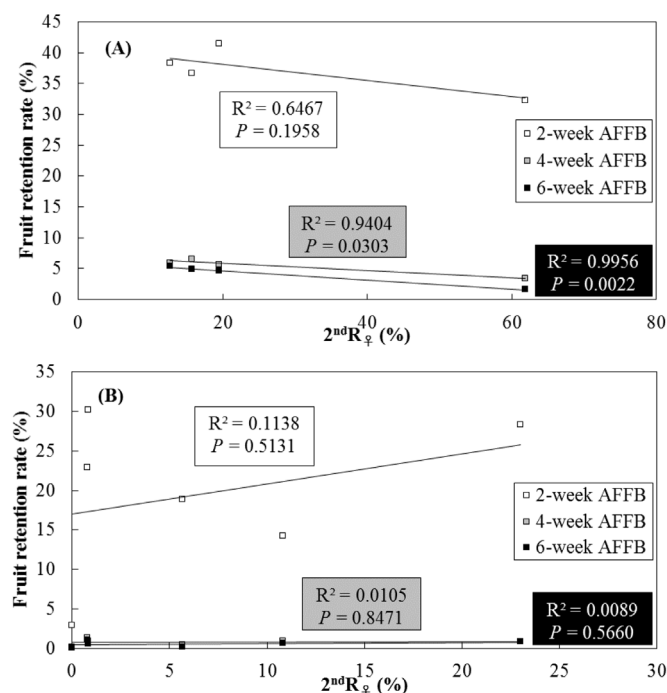 (A)
Fruit retention rate (%)
45
40
35
30
25
20
15
10
5
0
R² = 0.6467
P = 0.1958
2-week AFFB
4-week AFFB
6-week AFFB
R² = 0.9404
P = 0.0303
R² = 0.9956
P = 0.0022
0 20 40 60 80
2ⁿᵈR♀ (%)
(B)
Fruit retention rate (%)
35
30
25
20
15
10
5
0
R² = 0.1138
P = 0.5131
2-week AFFB
4-week AFFB
6-week AFFB
R² = 0.0105
P = 0.8471
R² = 0.0089
P = 0.5660
0 5 10 15 20 25 30
2ⁿᵈR♀ (%)